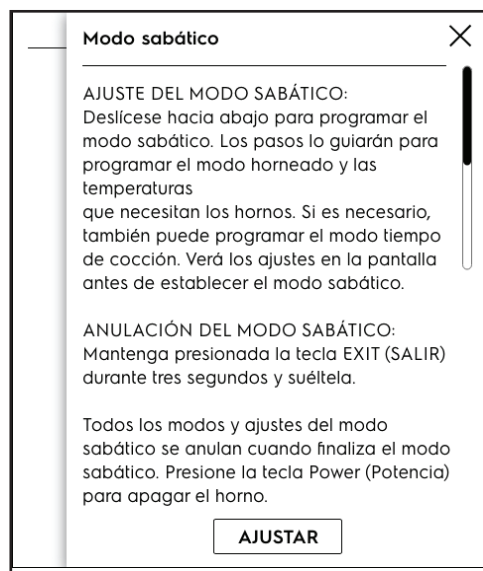 Modo sabático
AJUSTE DEL MODO SABÁTICO:
Deslícese hacia abajo para programar el
modo sabático. Los pasos lo guiarán para
programar el modo horneado y las
temperaturas
que necesitan los hornos. Si es necesario,
también puede programar el modo tiempo
de cocción. Verá los ajustes en la pantalla
antes de establecer el modo sabático.
ANULACIÓN DEL MODO SABÁTICO:
Mantenga presionada la tecla EXIT (SALIR)
durante tres segundos y suéltela.
Todos los modos y ajustes del modo
sabático se anulan cuando finaliza el modo
sabático. Presione la tecla Power (Potencia)
para apagar el horno.
AJUSTAR